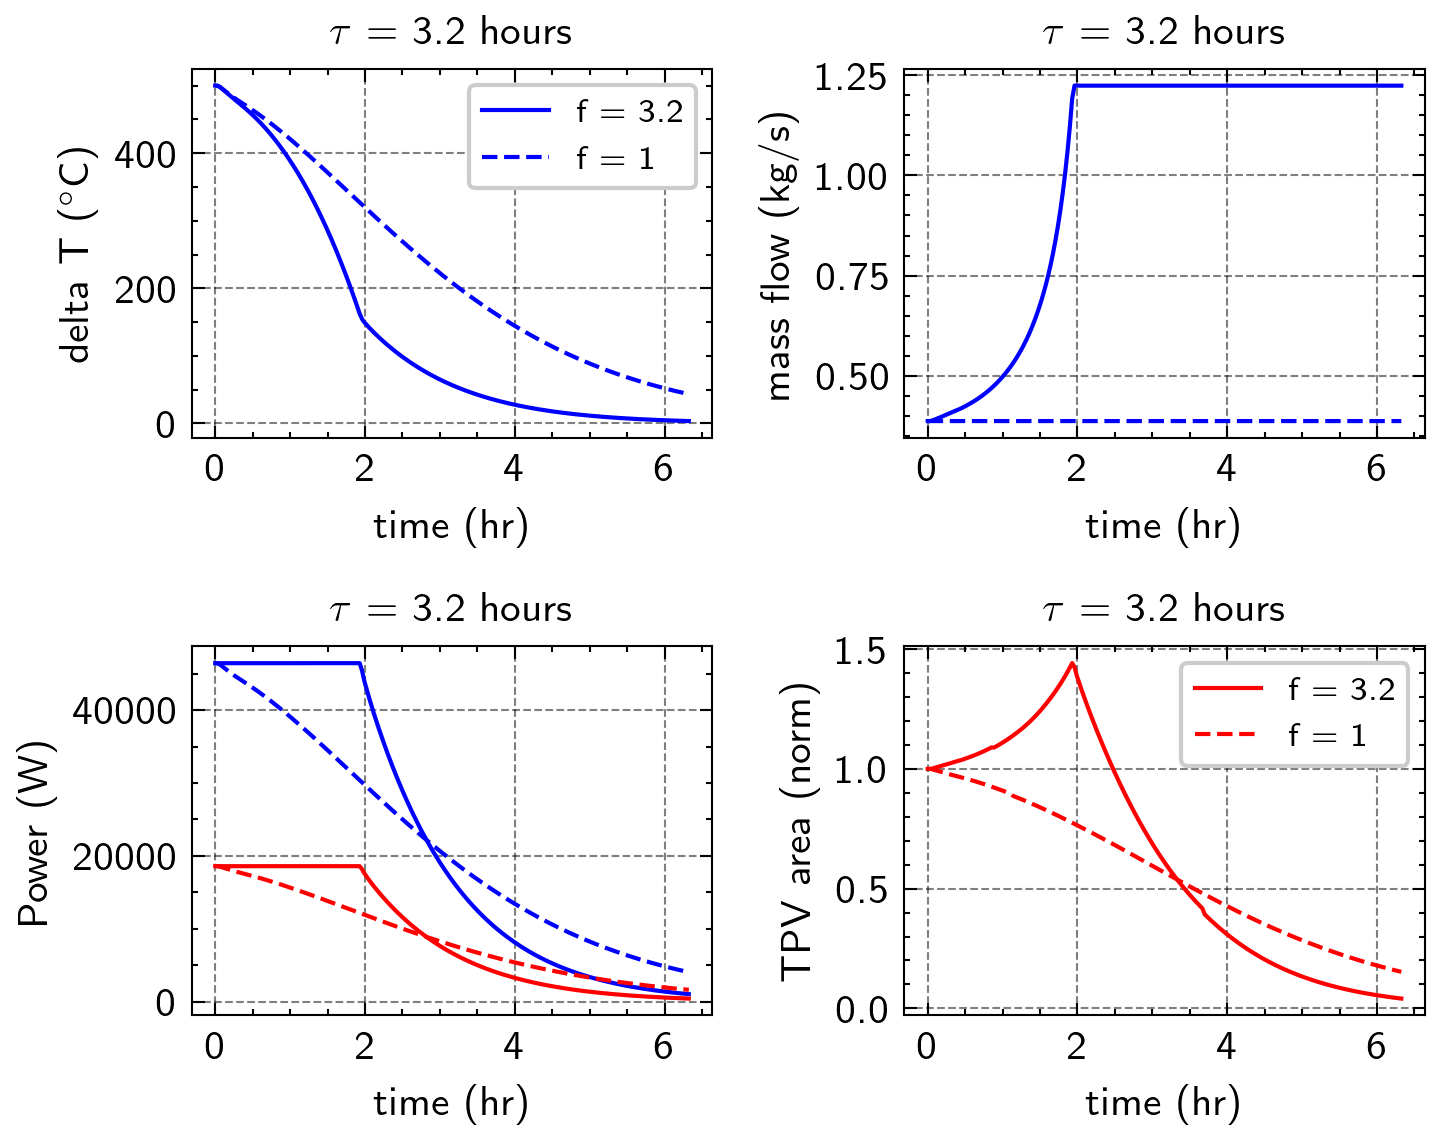 τ = 3.2 hours
delta T (°C)
400
200
0
f = 3.2
f = 1
0 2 4 6
time (hr)
τ = 3.2 hours
mass flow (kg/s)
1.25
1.00
0.75
0.50
0 2 4 6
time (hr)
τ = 3.2 hours
Power (W)
40000
20000
0
0 2 4 6
time (hr)
τ = 3.2 hours
TPV area (norm)
1.5
1.0
0.5
0.0
f = 3.2
f = 1
0 2 4 6
time (hr)